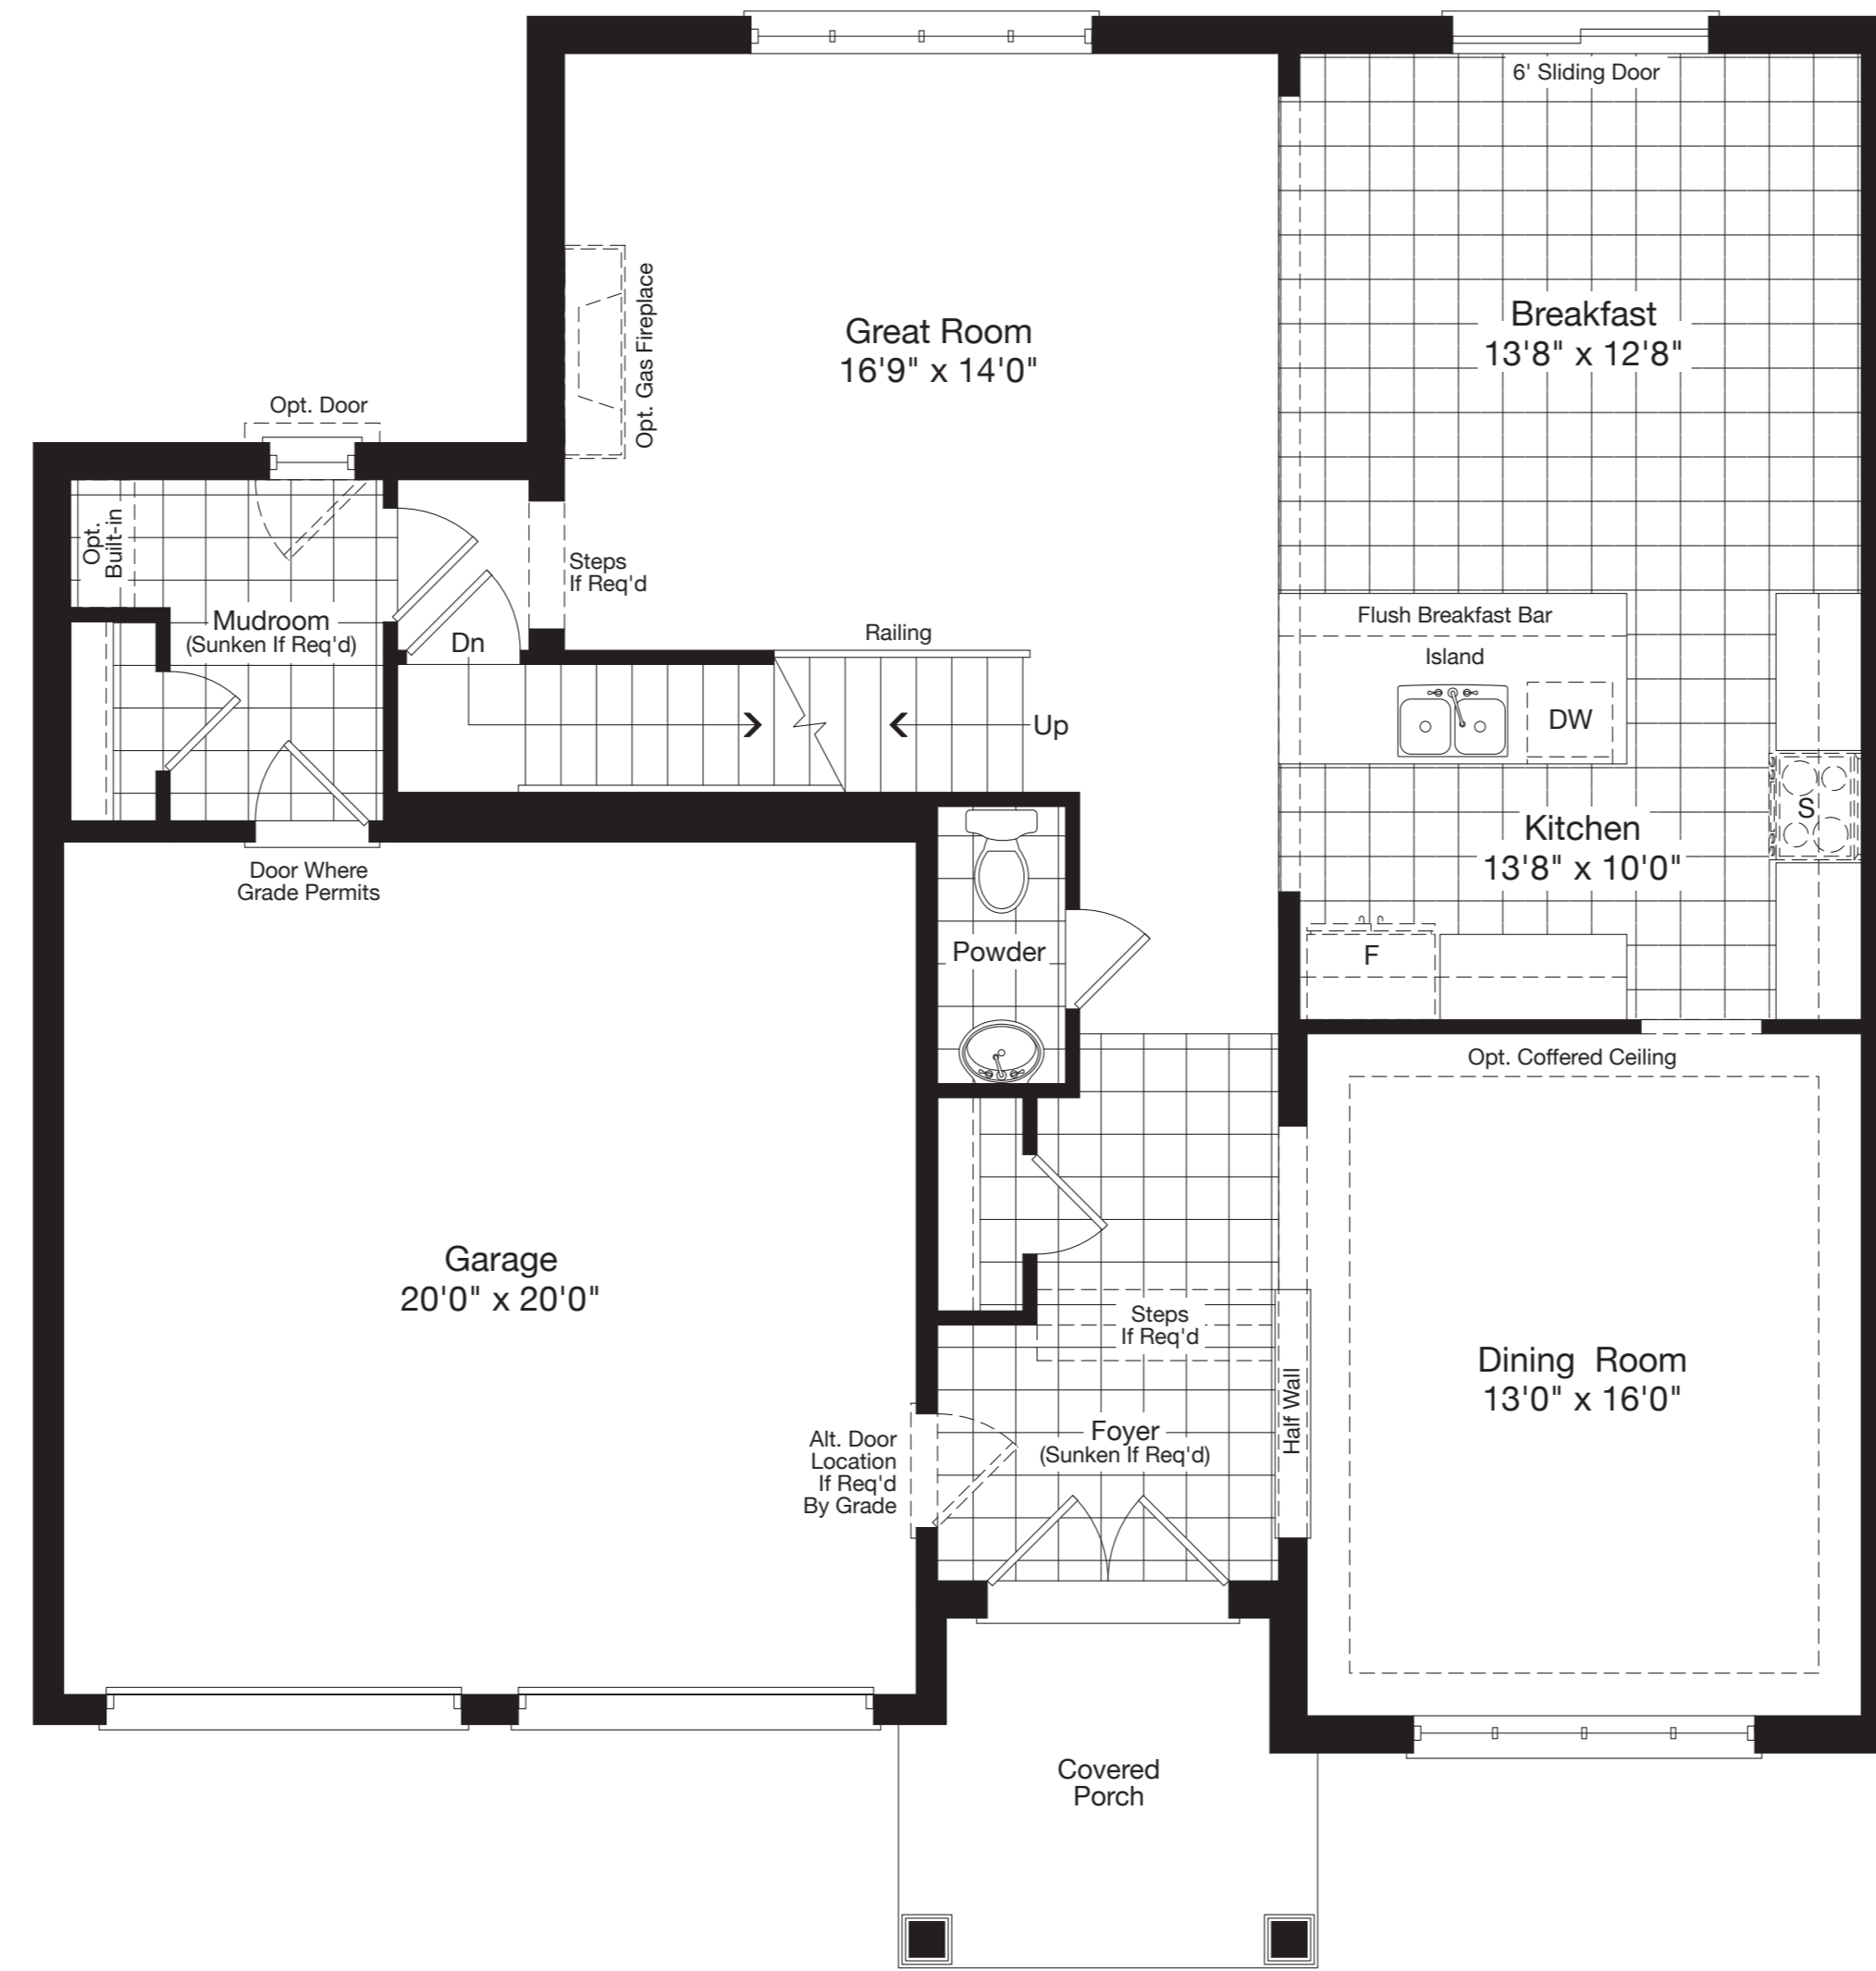 6' Sliding Door
Great Room
16'9" x 14'0"
Breakfast
13'8" x 12'8"
Opt. Gas Fireplace
Opt. Door
Opt.
Built-in
Steps
If Req'd
Mudroom
(Sunken If Req'd)
Dn
Railing
Up
Flush Breakfast Bar
Island
DW
S
Kitchen
13'8" x 10'0"
Door Where
Grade Permits
Powder
F
Opt. Coffered Ceiling
Garage
20'0" x 20'0"
Steps
If Req'd
Half Wall
Dining Room
13'0" x 16'0"
Alt. Door
Location
If Req'd
By Grade
Foyer
(Sunken If Req'd)
Covered
Porch